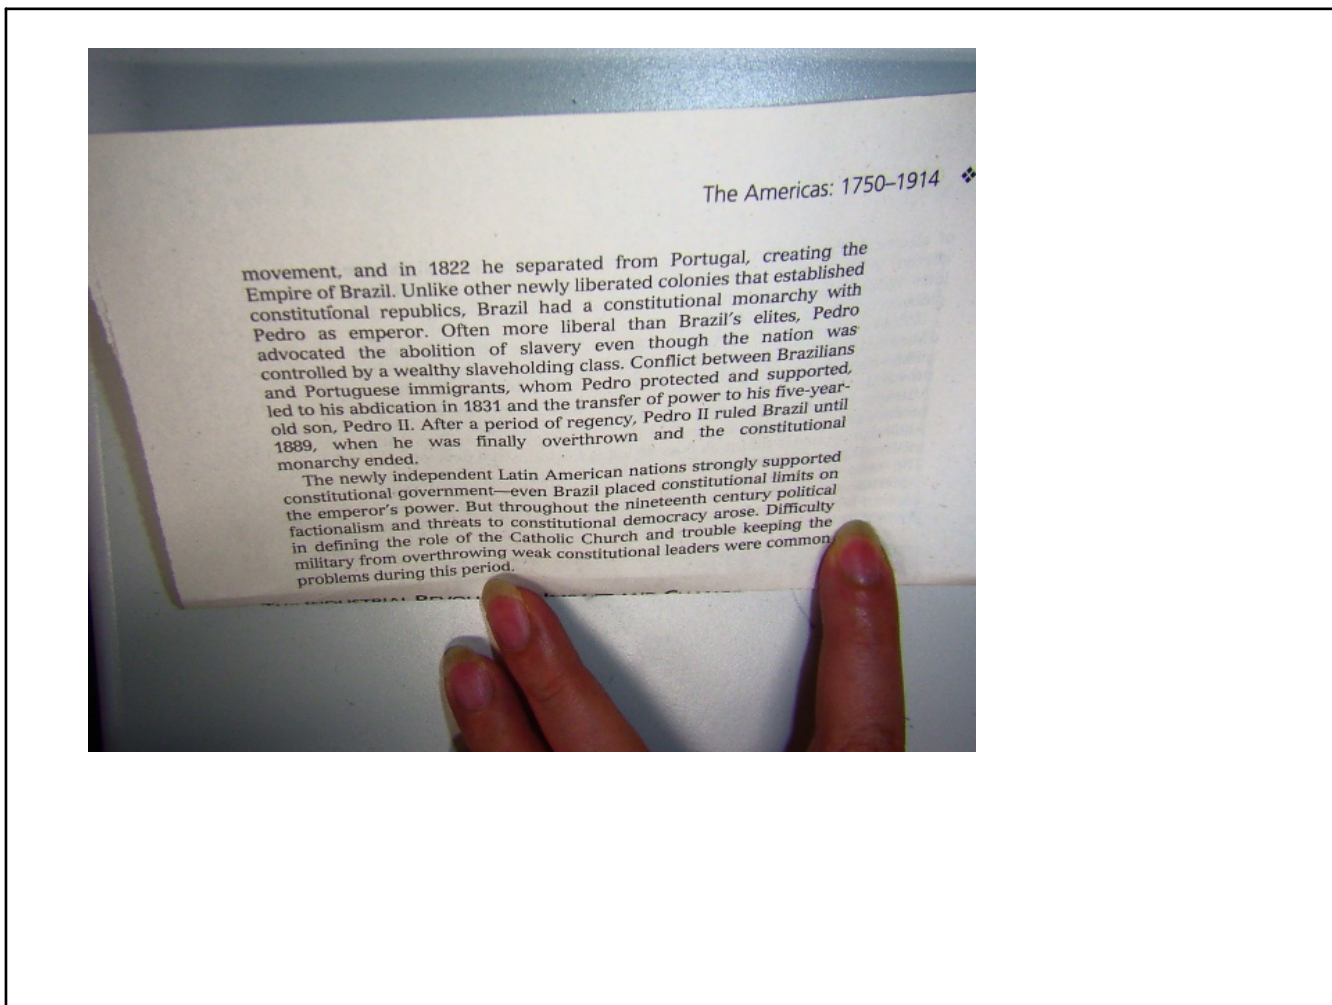 The Americas: 1750–1914 ❖
movement, and in 1822 he separated from Portugal, creating the
Empire of Brazil. Unlike other newly liberated colonies that established
constitutional republics, Brazil had a constitutional monarchy with
Pedro as emperor. Often more liberal than Brazil's elites, Pedro
advocated the abolition of slavery even though the nation was
controlled by a wealthy slaveholding class. Conflict between Brazilians
and Portuguese immigrants, whom Pedro protected and supported,
led to his abdication in 1831 and the transfer of power to his five-year-
old son, Pedro II. After a period of regency, Pedro II ruled Brazil until
1889, when he was finally overthrown and the constitutional
monarchy ended.
The newly independent Latin American nations strongly supported
constitutional government—even Brazil placed constitutional limits on
the emperor's power. But throughout the nineteenth century political
factionalism and threats to constitutional democracy arose. Difficulty
in defining the role of the Catholic Church and trouble keeping the
military from overthrowing weak constitutional leaders were common
problems during this period.